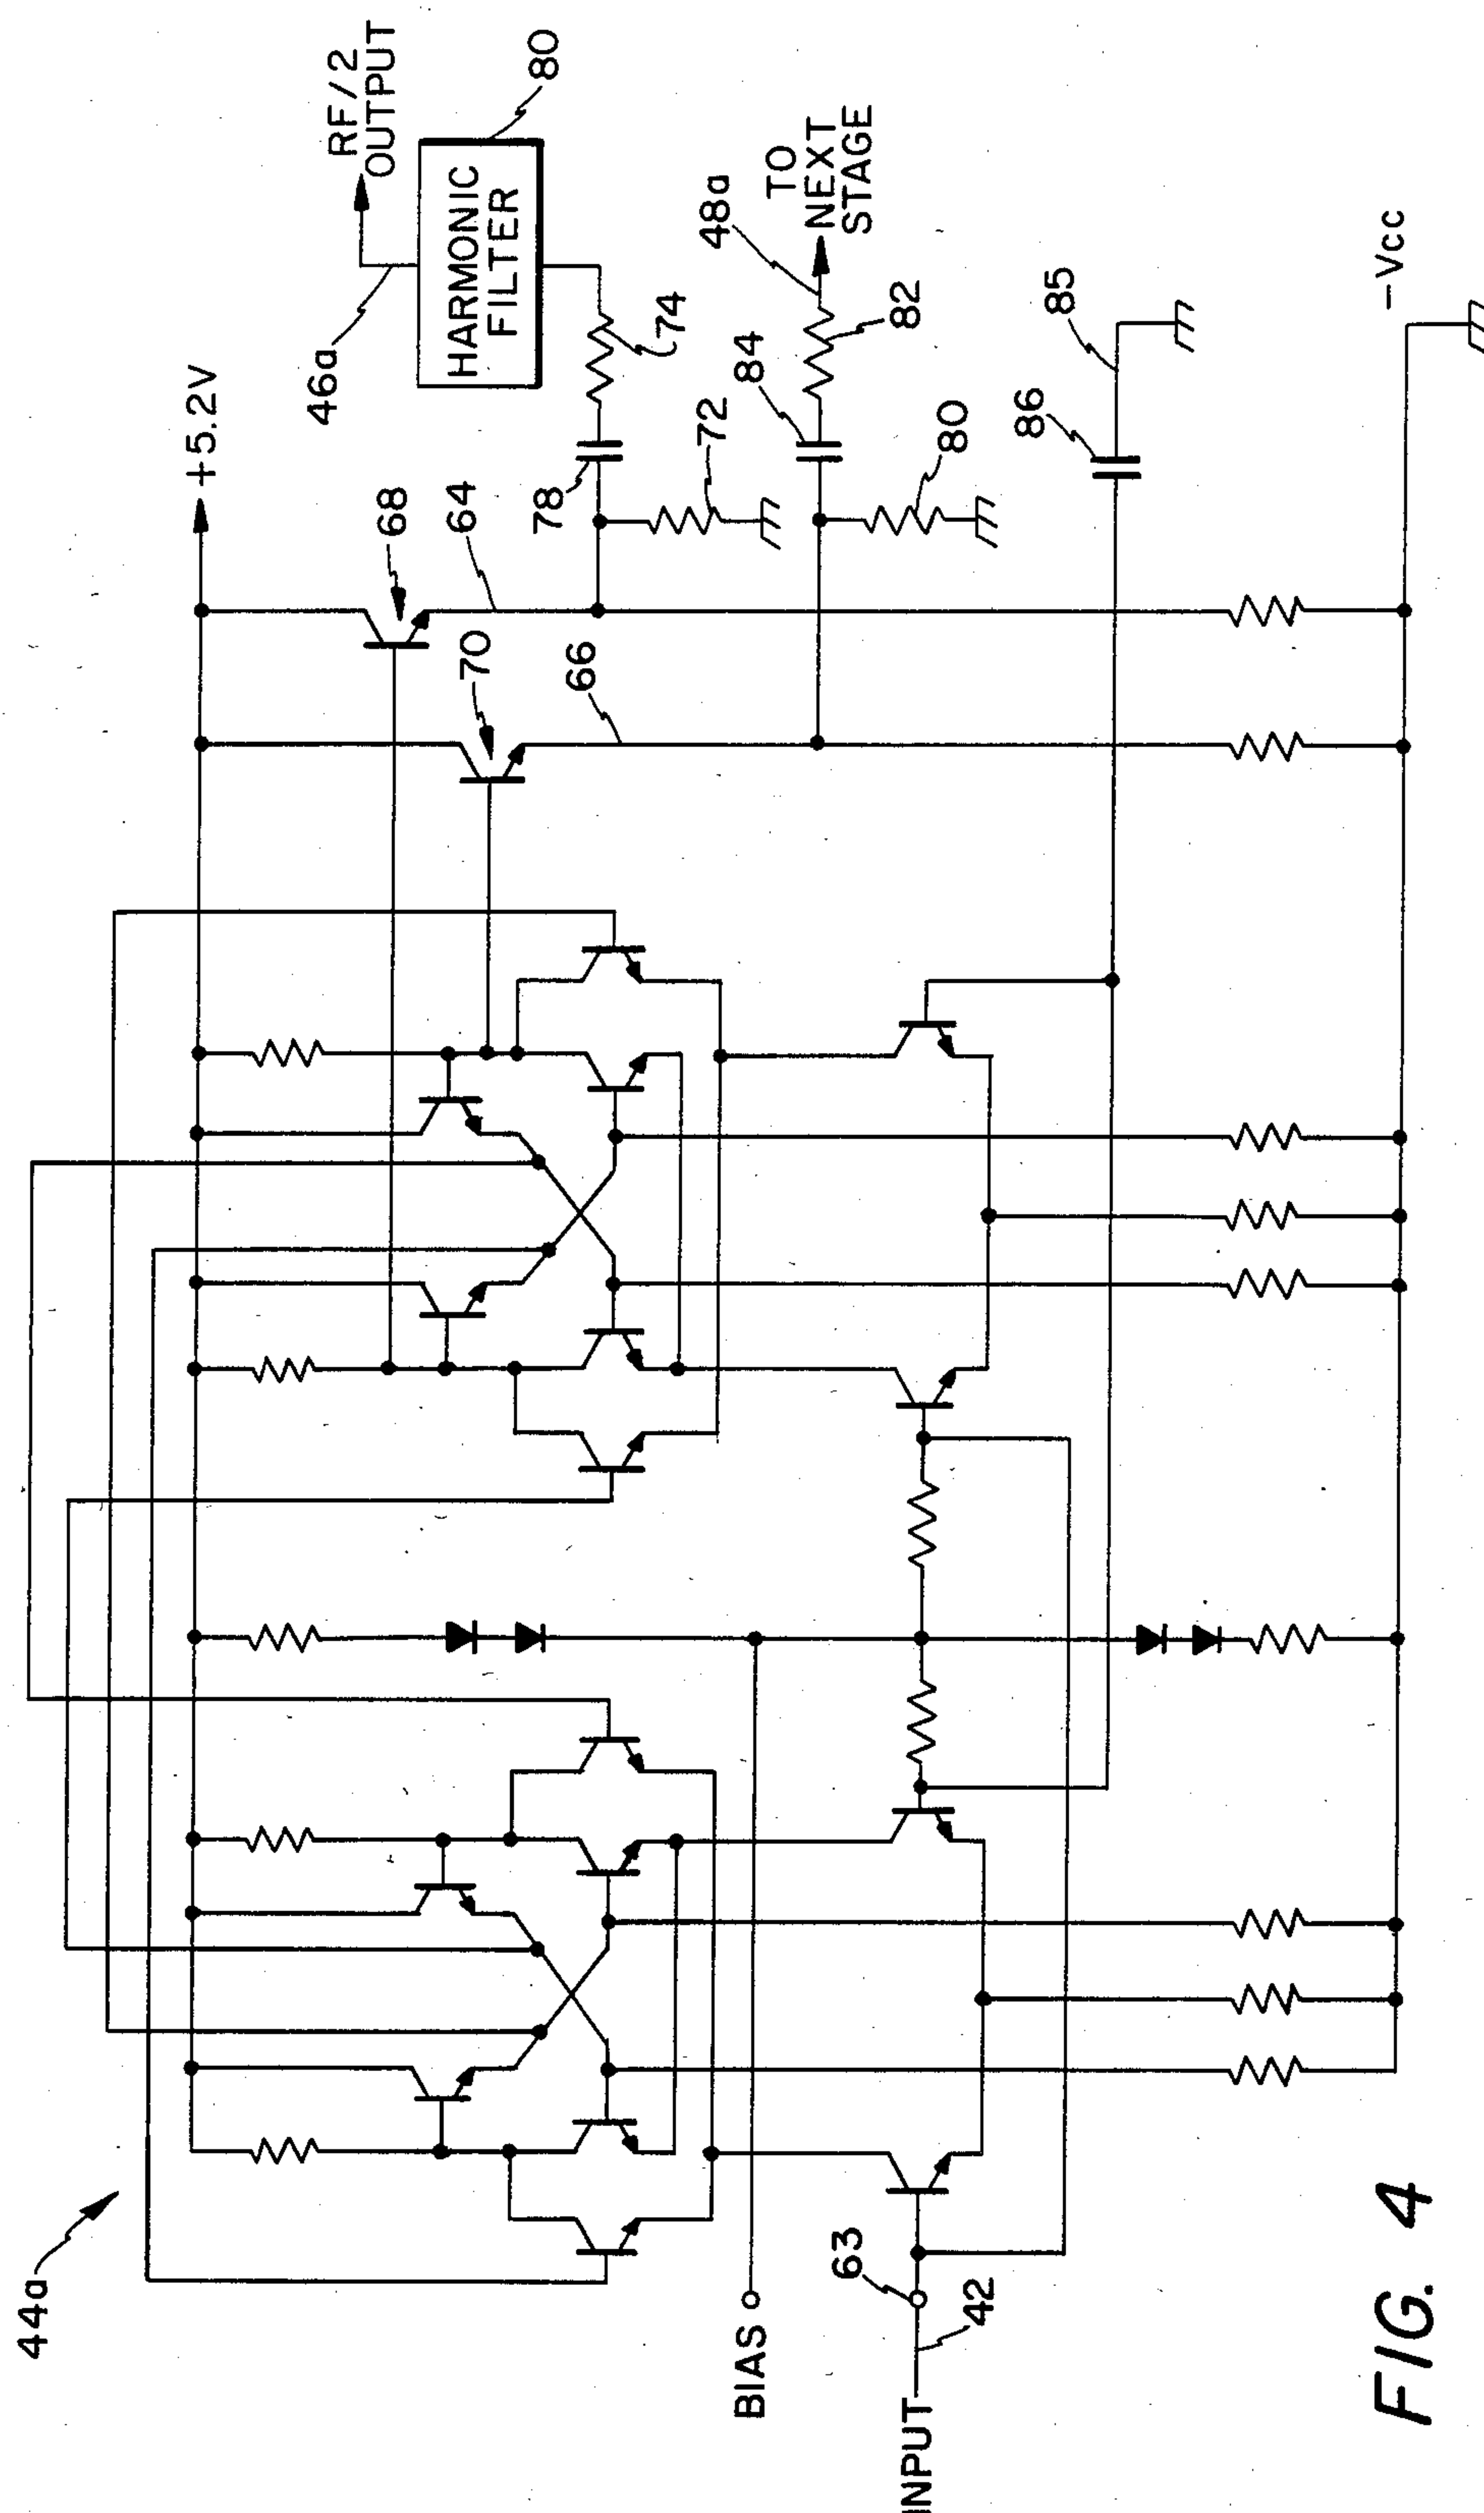 44a
+5.2V
46a
RF/2
OUTPUT
HARMONIC
FILTER
80
68
64
78
74
72
70
66
84
48a
TO
NEXT
STAGE
82
80
86
85
BIAS
63
INPUT
42
-Vcc
FIG. 4